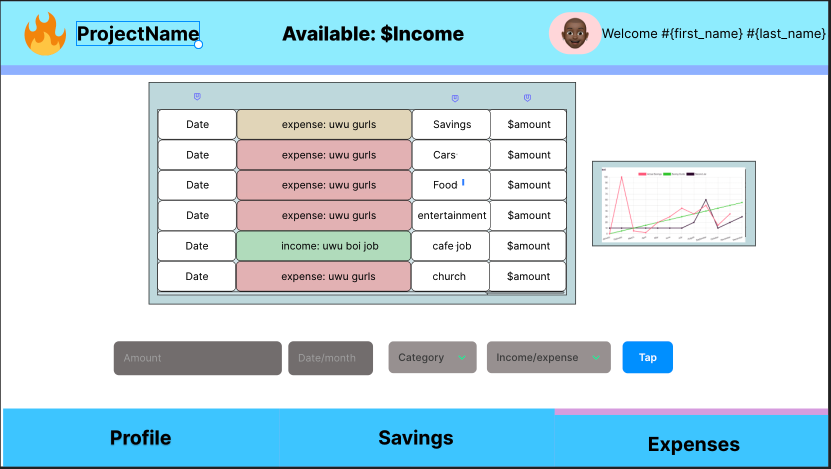 ProjectName
Available: $Income
Welcome #{first_name} #{last_name}
Date expense: uwu gurls Savings $amount
Date expense: uwu gurls Cars $amount
Date expense: uwu gurls Food $amount
Date expense: uwu gurls entertainment $amount
Date income: uwu boi job cafe job $amount
Date expense: uwu gurls church $amount
Amount Date/month Category Income/expense Tap
Profile Savings Expenses